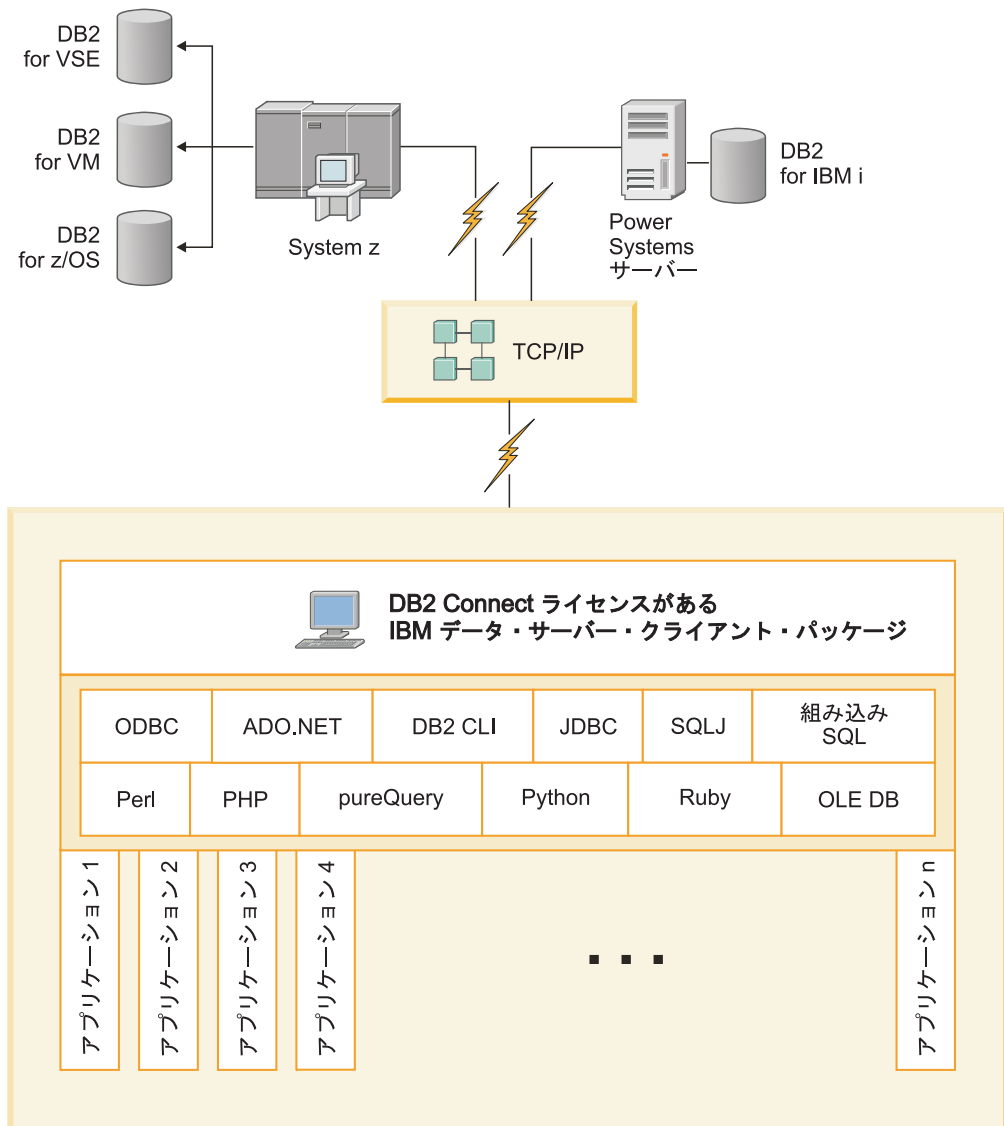 DB2
for VSE
DB2
for VM
DB2
for z/OS
System z
Power
Systems
サーバー
DB2
for IBM i
TCP/IP
DB2 Connect ライセンスがある
IBM データ・サーバー・クライアント・パッケージ
ODBC
ADO.NET
DB2 CLI
JDBC
SQLJ
組み込み
SQL
Perl
PHP
pureQuery
Python
Ruby
OLE DB
アプリケーション 1
アプリケーション 2
アプリケーション 3
アプリケーション 4
アプリケーション n